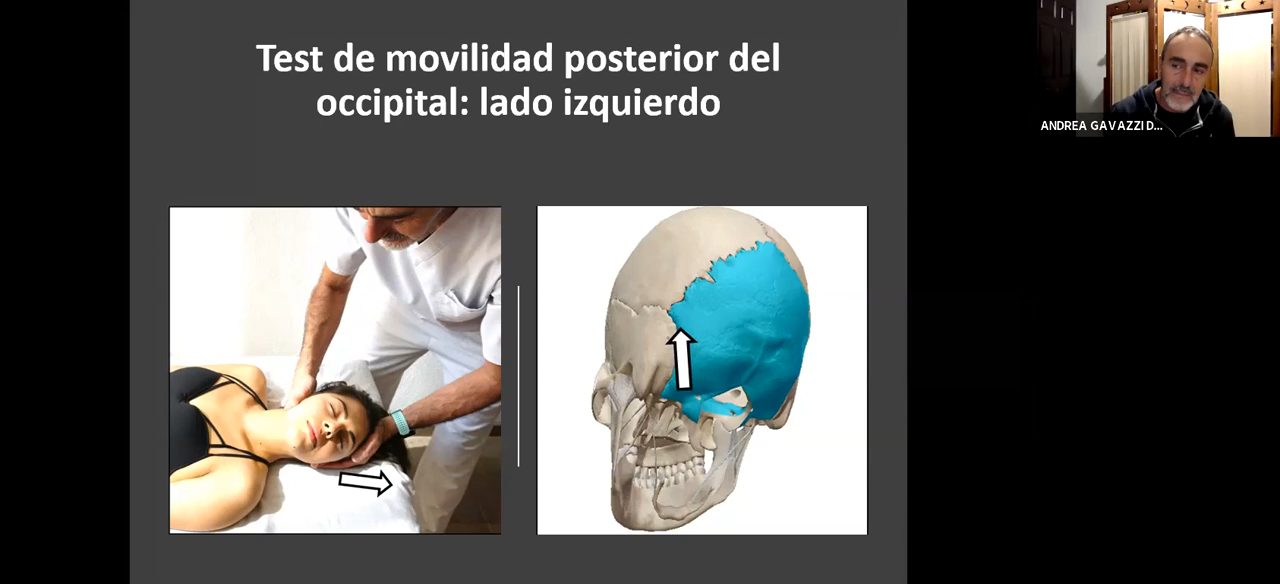 Test de movilidad posterior del
occipital: lado izquierdo
ANDREA GAVAZZI D...